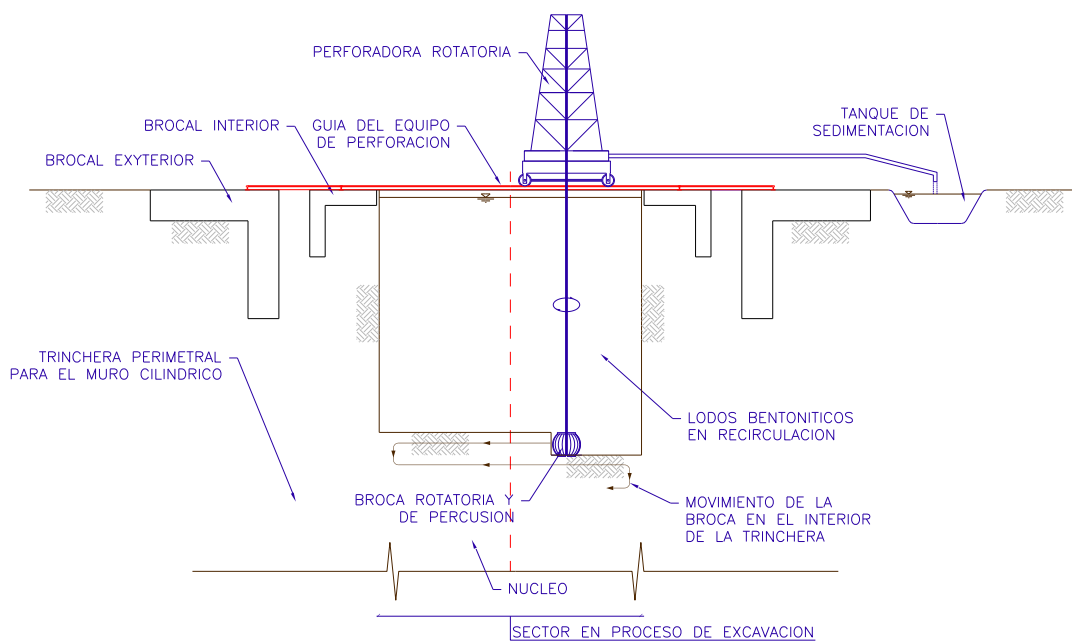 PERFORADORA ROTATORIA
TANQUE DE
SEDIMENTACION
BROCAL INTERIOR
GUIA DEL EQUIPO
DE PERFORACION
BROCAL EXYTERIOR
TRINCHERA PERIMETRAL
PARA EL MURO CILINDRICO
LODOS BENTONITICOS
EN RECIRCULACION
BROCA ROTATORIA Y
DE PERCUSION
MOVIMIENTO DE LA
BROCA EN EL INTERIOR
DE LA TRINCHERA
NUCLEO
SECTOR EN PROCESO DE EXCAVACION